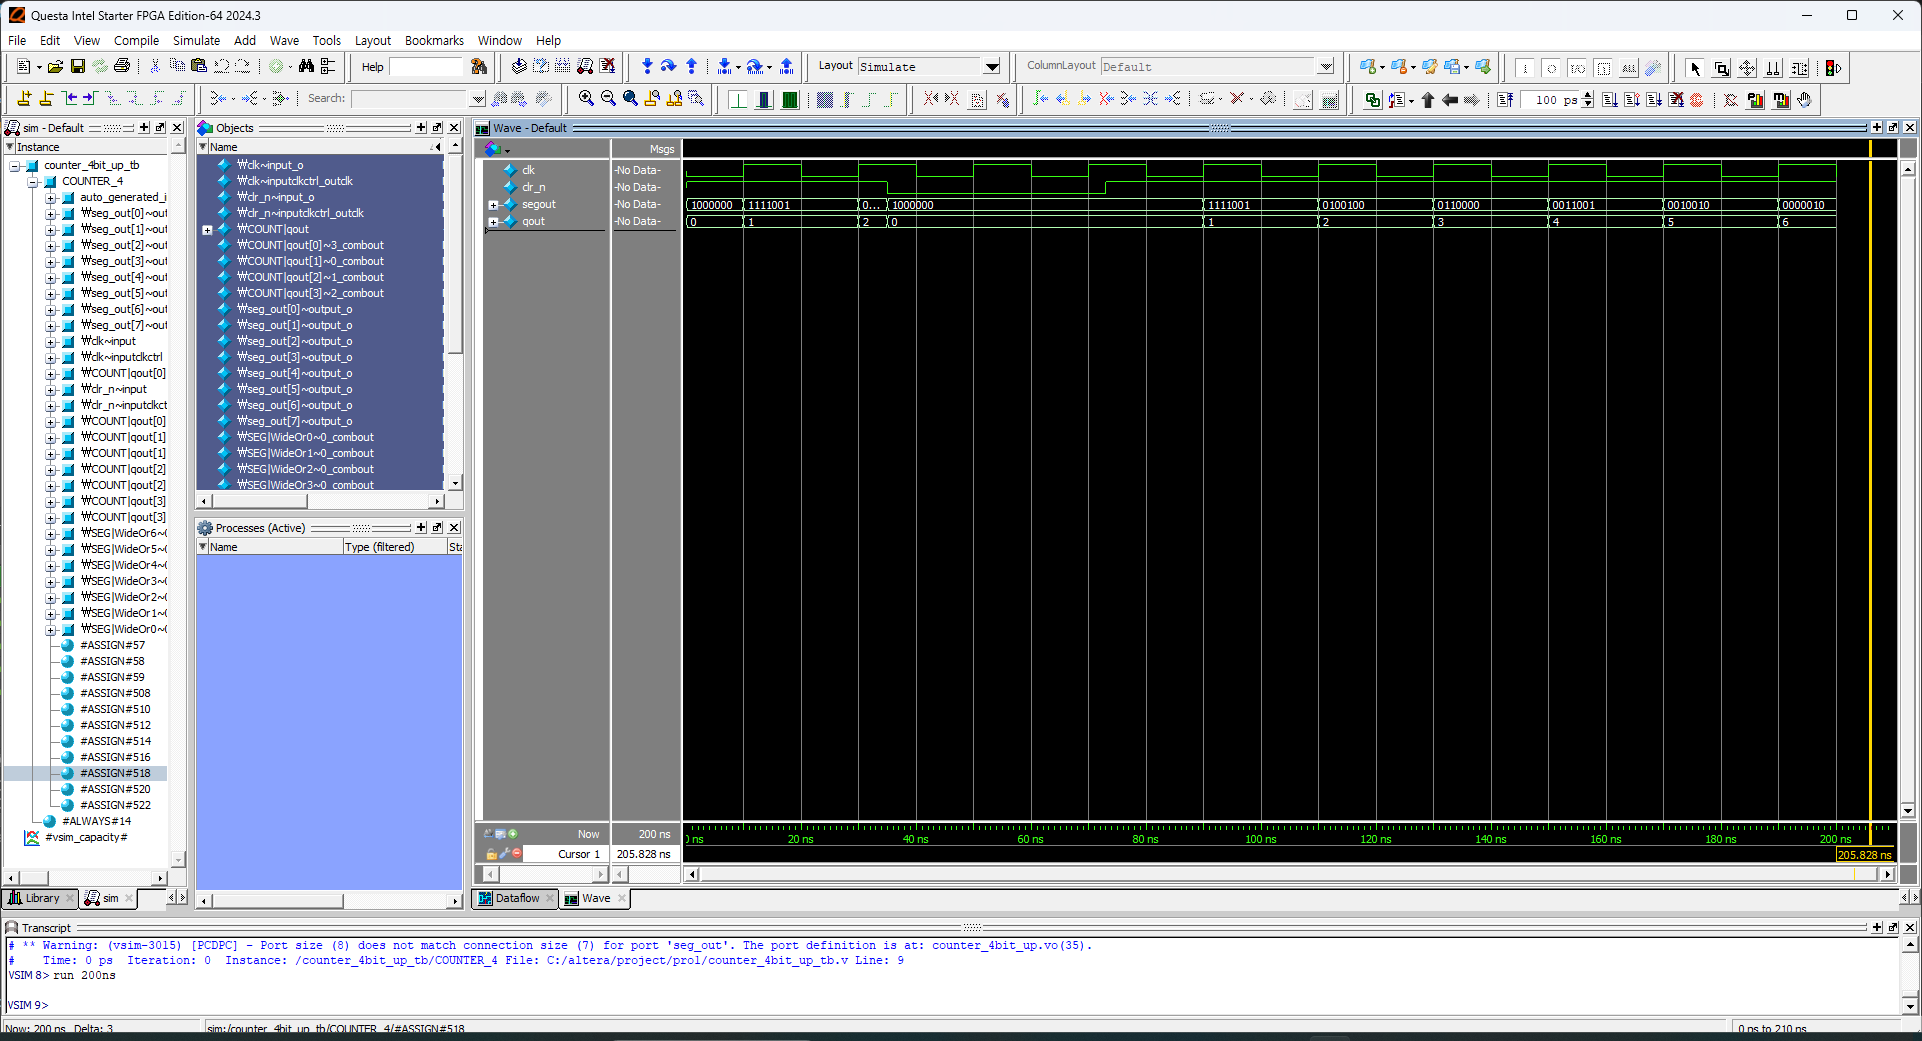 Questa Intel Starter FPGA Edition-64 2024.3
File Edit View Compile Simulate Add Wave Tools Layout Bookmarks Window Help
Help
Layout Simulate
ColumnLayout Default
Search:
100 ps
sim - Default
Instance
counter_4bit_up_tb
COUNTER_4
auto_generated_i
₩seg_out[0]~out
₩seg_out[1]~out
₩seg_out[2]~out
₩seg_out[3]~out
₩seg_out[4]~out
₩seg_out[5]~out
₩seg_out[6]~out
₩seg_out[7]~out
₩clk~input
₩clk~inputclkctrl
₩COUNT|qout[0]
₩clr_n~input
₩clr_n~inputclkct
₩COUNT|qout[0]
₩COUNT|qout[1]
₩COUNT|qout[1]
₩COUNT|qout[2]
₩COUNT|qout[2]
₩COUNT|qout[3]
₩COUNT|qout[3]
₩SEG|WideOr6~0
₩SEG|WideOr5~0
₩SEG|WideOr4~0
₩SEG|WideOr3~0
₩SEG|WideOr2~0
₩SEG|WideOr1~0
₩SEG|WideOr0~0
#ASSIGN#57
#ASSIGN#58
#ASSIGN#59
#ASSIGN#508
#ASSIGN#510
#ASSIGN#512
#ASSIGN#514
#ASSIGN#516
#ASSIGN#518
#ASSIGN#520
#ASSIGN#522
#ALWAYS#14
#vsim_capacity#
Library sim
Objects
Name
₩clk~input_o
₩clk~inputclkctrl_outclk
₩clr_n~input_o
₩clr_n~inputclkctrl_outclk
₩COUNT|qout
₩COUNT|qout[0]~3_combout
₩COUNT|qout[1]~0_combout
₩COUNT|qout[2]~1_combout
₩COUNT|qout[3]~2_combout
₩seg_out[0]~output_o
₩seg_out[1]~output_o
₩seg_out[2]~output_o
₩seg_out[3]~output_o
₩seg_out[4]~output_o
₩seg_out[5]~output_o
₩seg_out[6]~output_o
₩seg_out[7]~output_o
₩SEG|WideOr0~0_combout
₩SEG|WideOr1~0_combout
₩SEG|WideOr2~0_combout
₩SEG|WideOr3~0_combout
Processes (Active)
Name Type (filtered) Sta
Wave - Default
Msgs
clk -No Data-
clr_n -No Data-
segout -No Data- 1000000 1111001 0... 1000000 1111001 0100100 0110000 0011001 0010010 0000010
qout -No Data- 0 1 2 0 1 2 3 4 5 6
Now 200 ns 0 ns 20 ns 40 ns 60 ns 80 ns 100 ns 120 ns 140 ns 160 ns 180 ns 200 ns
Cursor 1 205.828 ns 205.828 ns
Dataflow Wave
Transcript
# ** Warning: (vsim-3015) [PCDPC] - Port size (8) does not match connection size (7) for port 'seg_out'. The port definition is at: counter_4bit_up.vo(35).
# Time: 0 ps Iteration: 0 Instance: /counter_4bit_up_tb/COUNTER_4 File: C:/altera/project/pro1/counter_4bit_up_tb.v Line: 9
VSIM 8> run 200ns
VSIM 9>
Now: 200 ns Delta: 3 sim:/counter_4bit_up_tb/COUNTER_4/#ASSIGN#518 0 ns to 210 ns